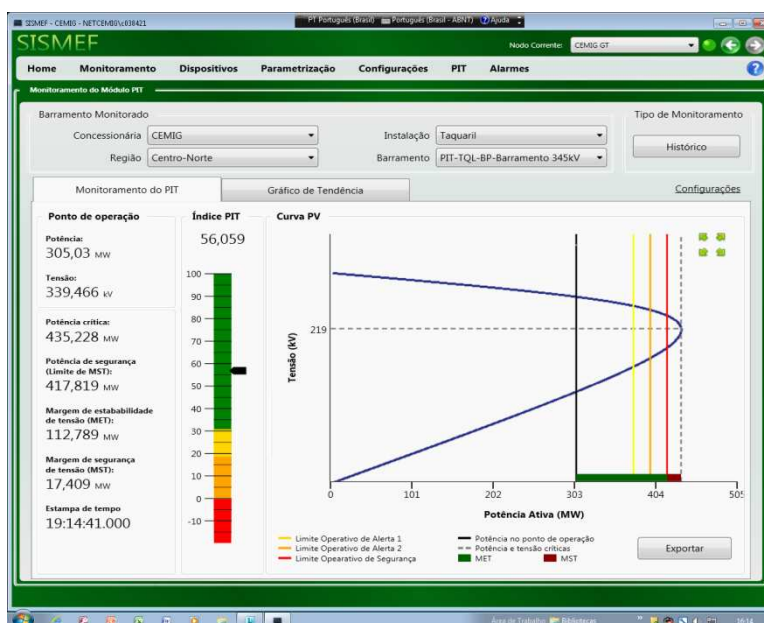 SISMEF - CEMIG - NETCEMIG\c030421
PT Português (Brasil) Português (Brasil - ABNT) Ajuda
SISMEF
Nodo Corrente: CEMIG GT
Home Monitoramento Dispositivos Parametrização Configurações PIT Alarmes
Monitoramento do Módulo PIT
Barramento Monitorado
Tipo de Monitoramento
Concessionária CEMIG Instalação Taquaril
Histórico
Região Centro-Norte Barramento PIT-TQL-BP-Barramento 345kV
Monitoramento do PIT Gráfico de Tendência Configurações
Ponto de operação Índice PIT Curva PV
Potência:
305,03 MW
56,059
Tensão:
339,466 kV
Potência crítica:
435,228 MW
Potência de segurança
(Limite de MST):
417,819 MW
Margem de estababilidade
de tensão (MET):
112,789 MW
Margem de segurança
de tensão (MST):
17,409 MW
Estampa de tempo
19:14:41.000
100
90
80
70
60
50
40
30
20
10
0
-10
Tensão (kV)
219
0 101 202 303 404 505
Potência Ativa (MW)
Limite Operativo de Alerta 1
Limite Operativo de Alerta 2
Limite Opearativo de Segurança
Potência no ponto de operação
Potência e tensão críticas
MET MST
Exportar
Área de Trabalho Bibliotecas
16:14